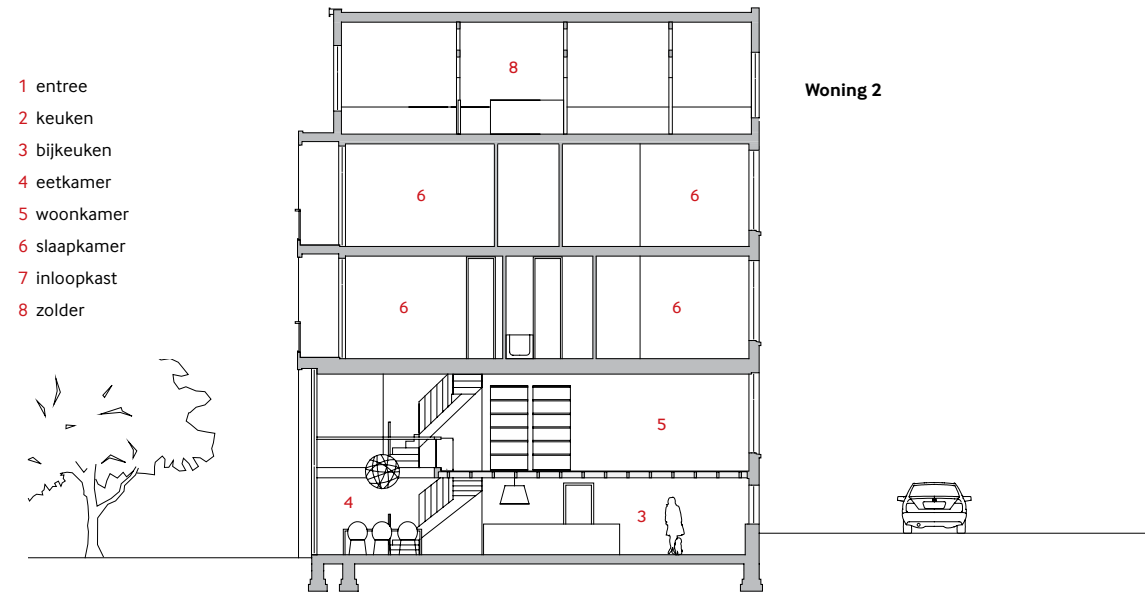 1 entree
2 keuken
3 bijkeuken
4 eetkamer
5 woonkamer
6 slaapkamer
7 inloopkast
8 zolder
Woning 2
8
6 6
6 6
5
4
3